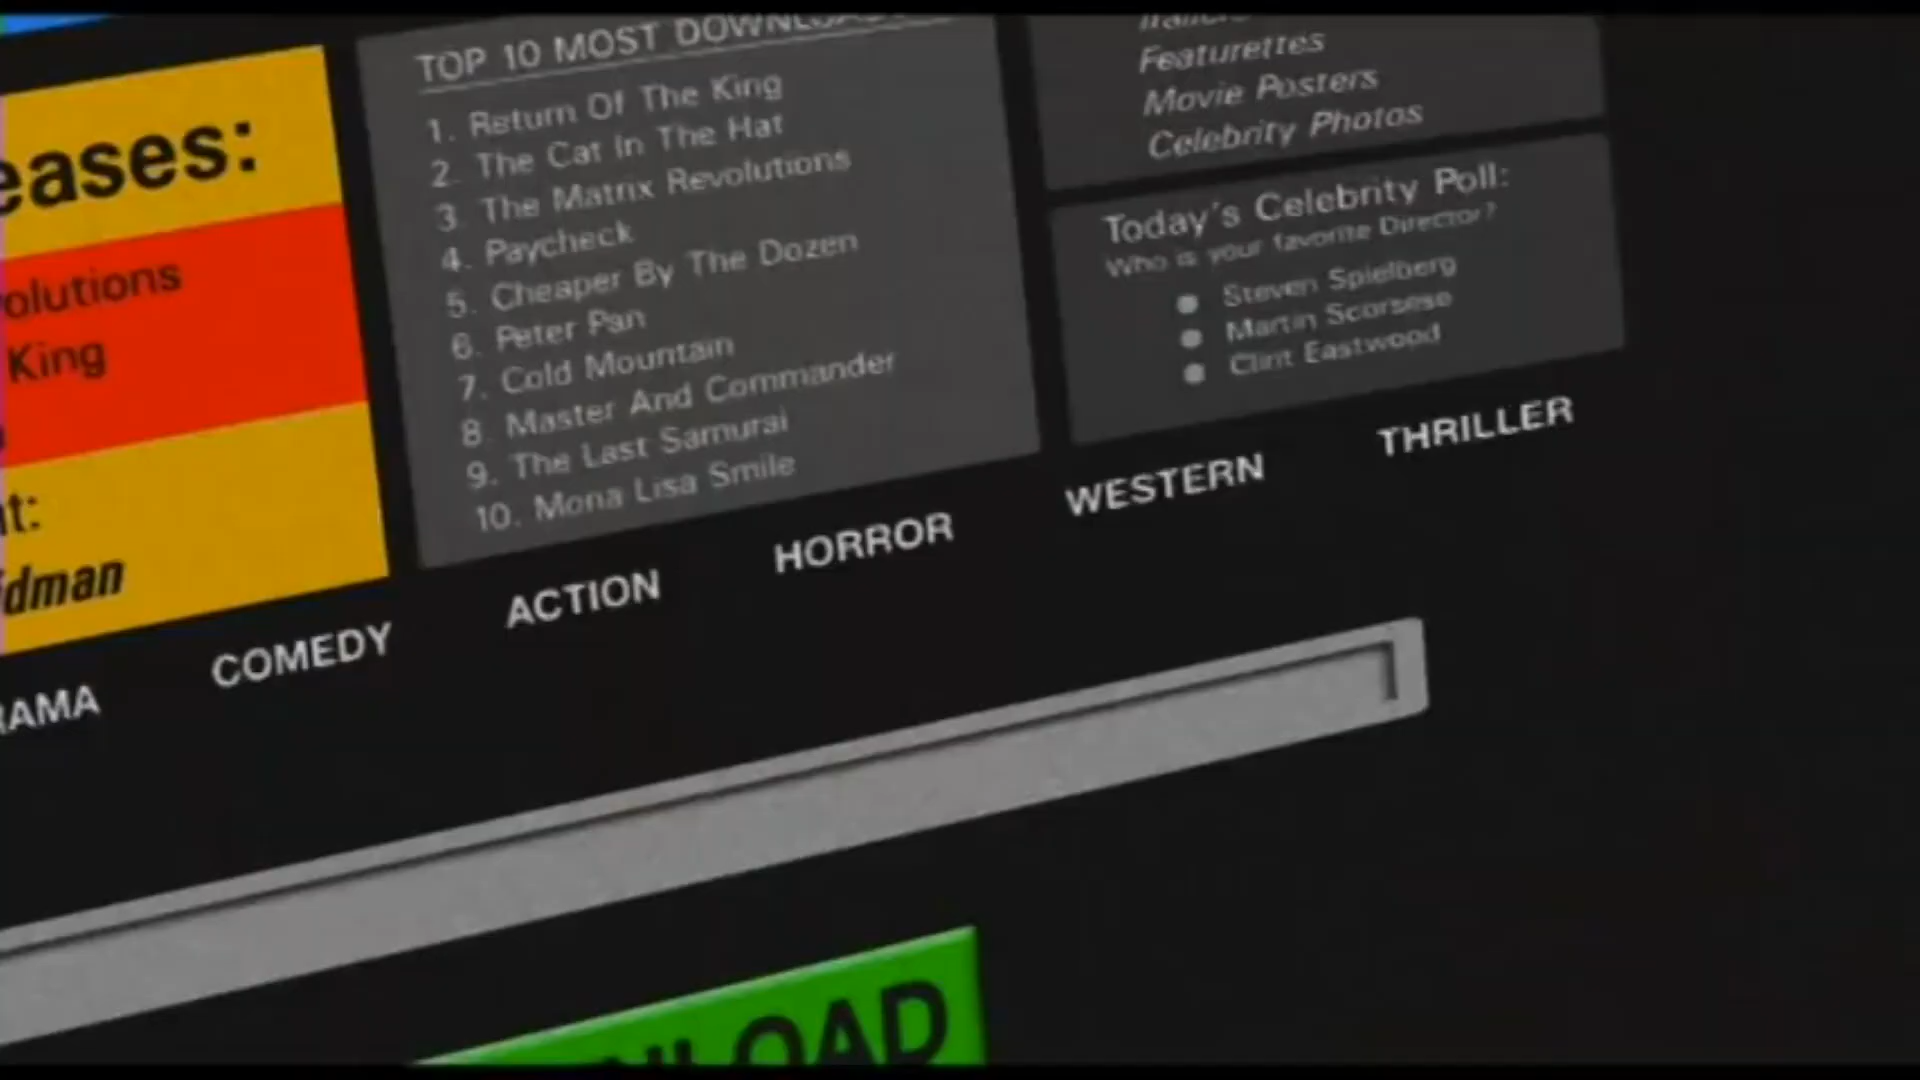 eases:
olutions
King
t:
dman
TOP 10 MOST
1. Return Of The King
2. The Cat In The Hat
3. The Matrix Revolutions
4. Paycheck
5. Cheaper By The Dozen
6. Peter Pan
7. Cold Mountain
8. Master And Commander
9. The Last Samurai
10. Mona Lisa Smile
Featurettes
Movie Posters
Celebrity Photos
Today's Celebrity Poll:
Who is your favorite Director?
Steven Spielberg
Martin Scorsese
Clint Eastwood
RAMA COMEDY ACTION HORROR WESTERN THRILLER
NLOAD